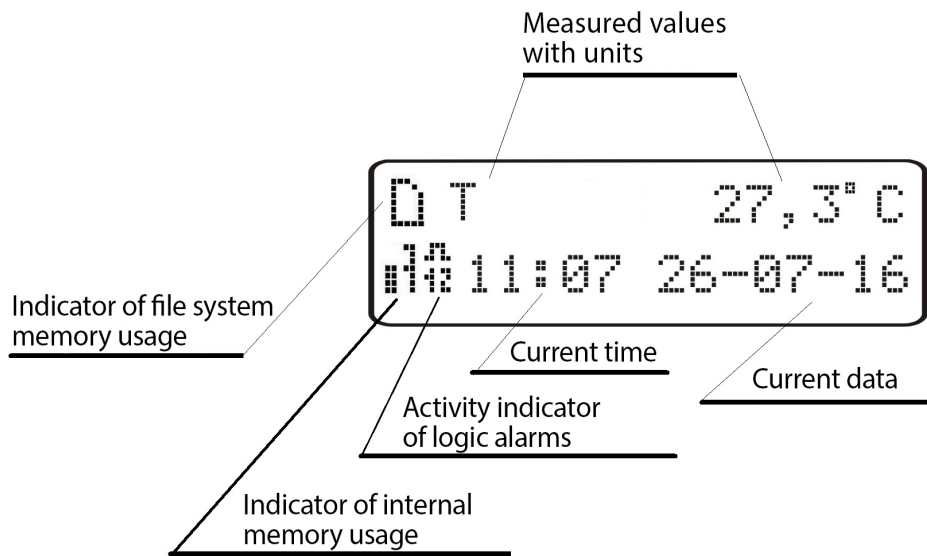 Measured values
with units
T 27,3°C
11:07 26-07-16
Indicator of file system
memory usage
Current time
Current data
Activity indicator
of logic alarms
Indicator of internal
memory usage